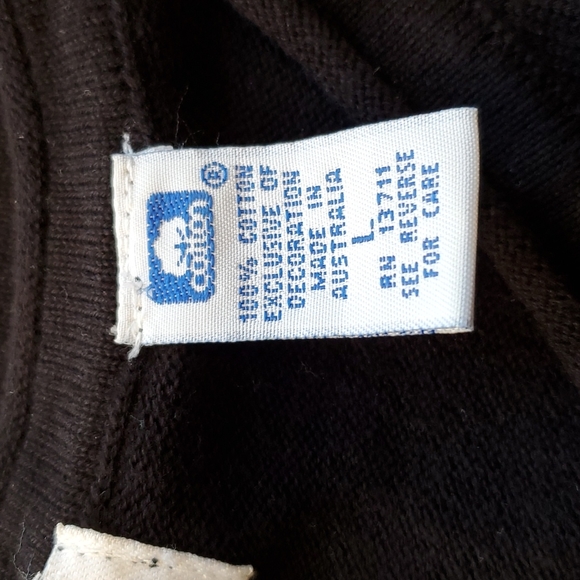 cotton
®
100% COTTON
EXCLUSIVE OF
DECORATION
MADE IN
AUSTRALIA
L
RN 13711
SEE REVERSE
FOR CARE